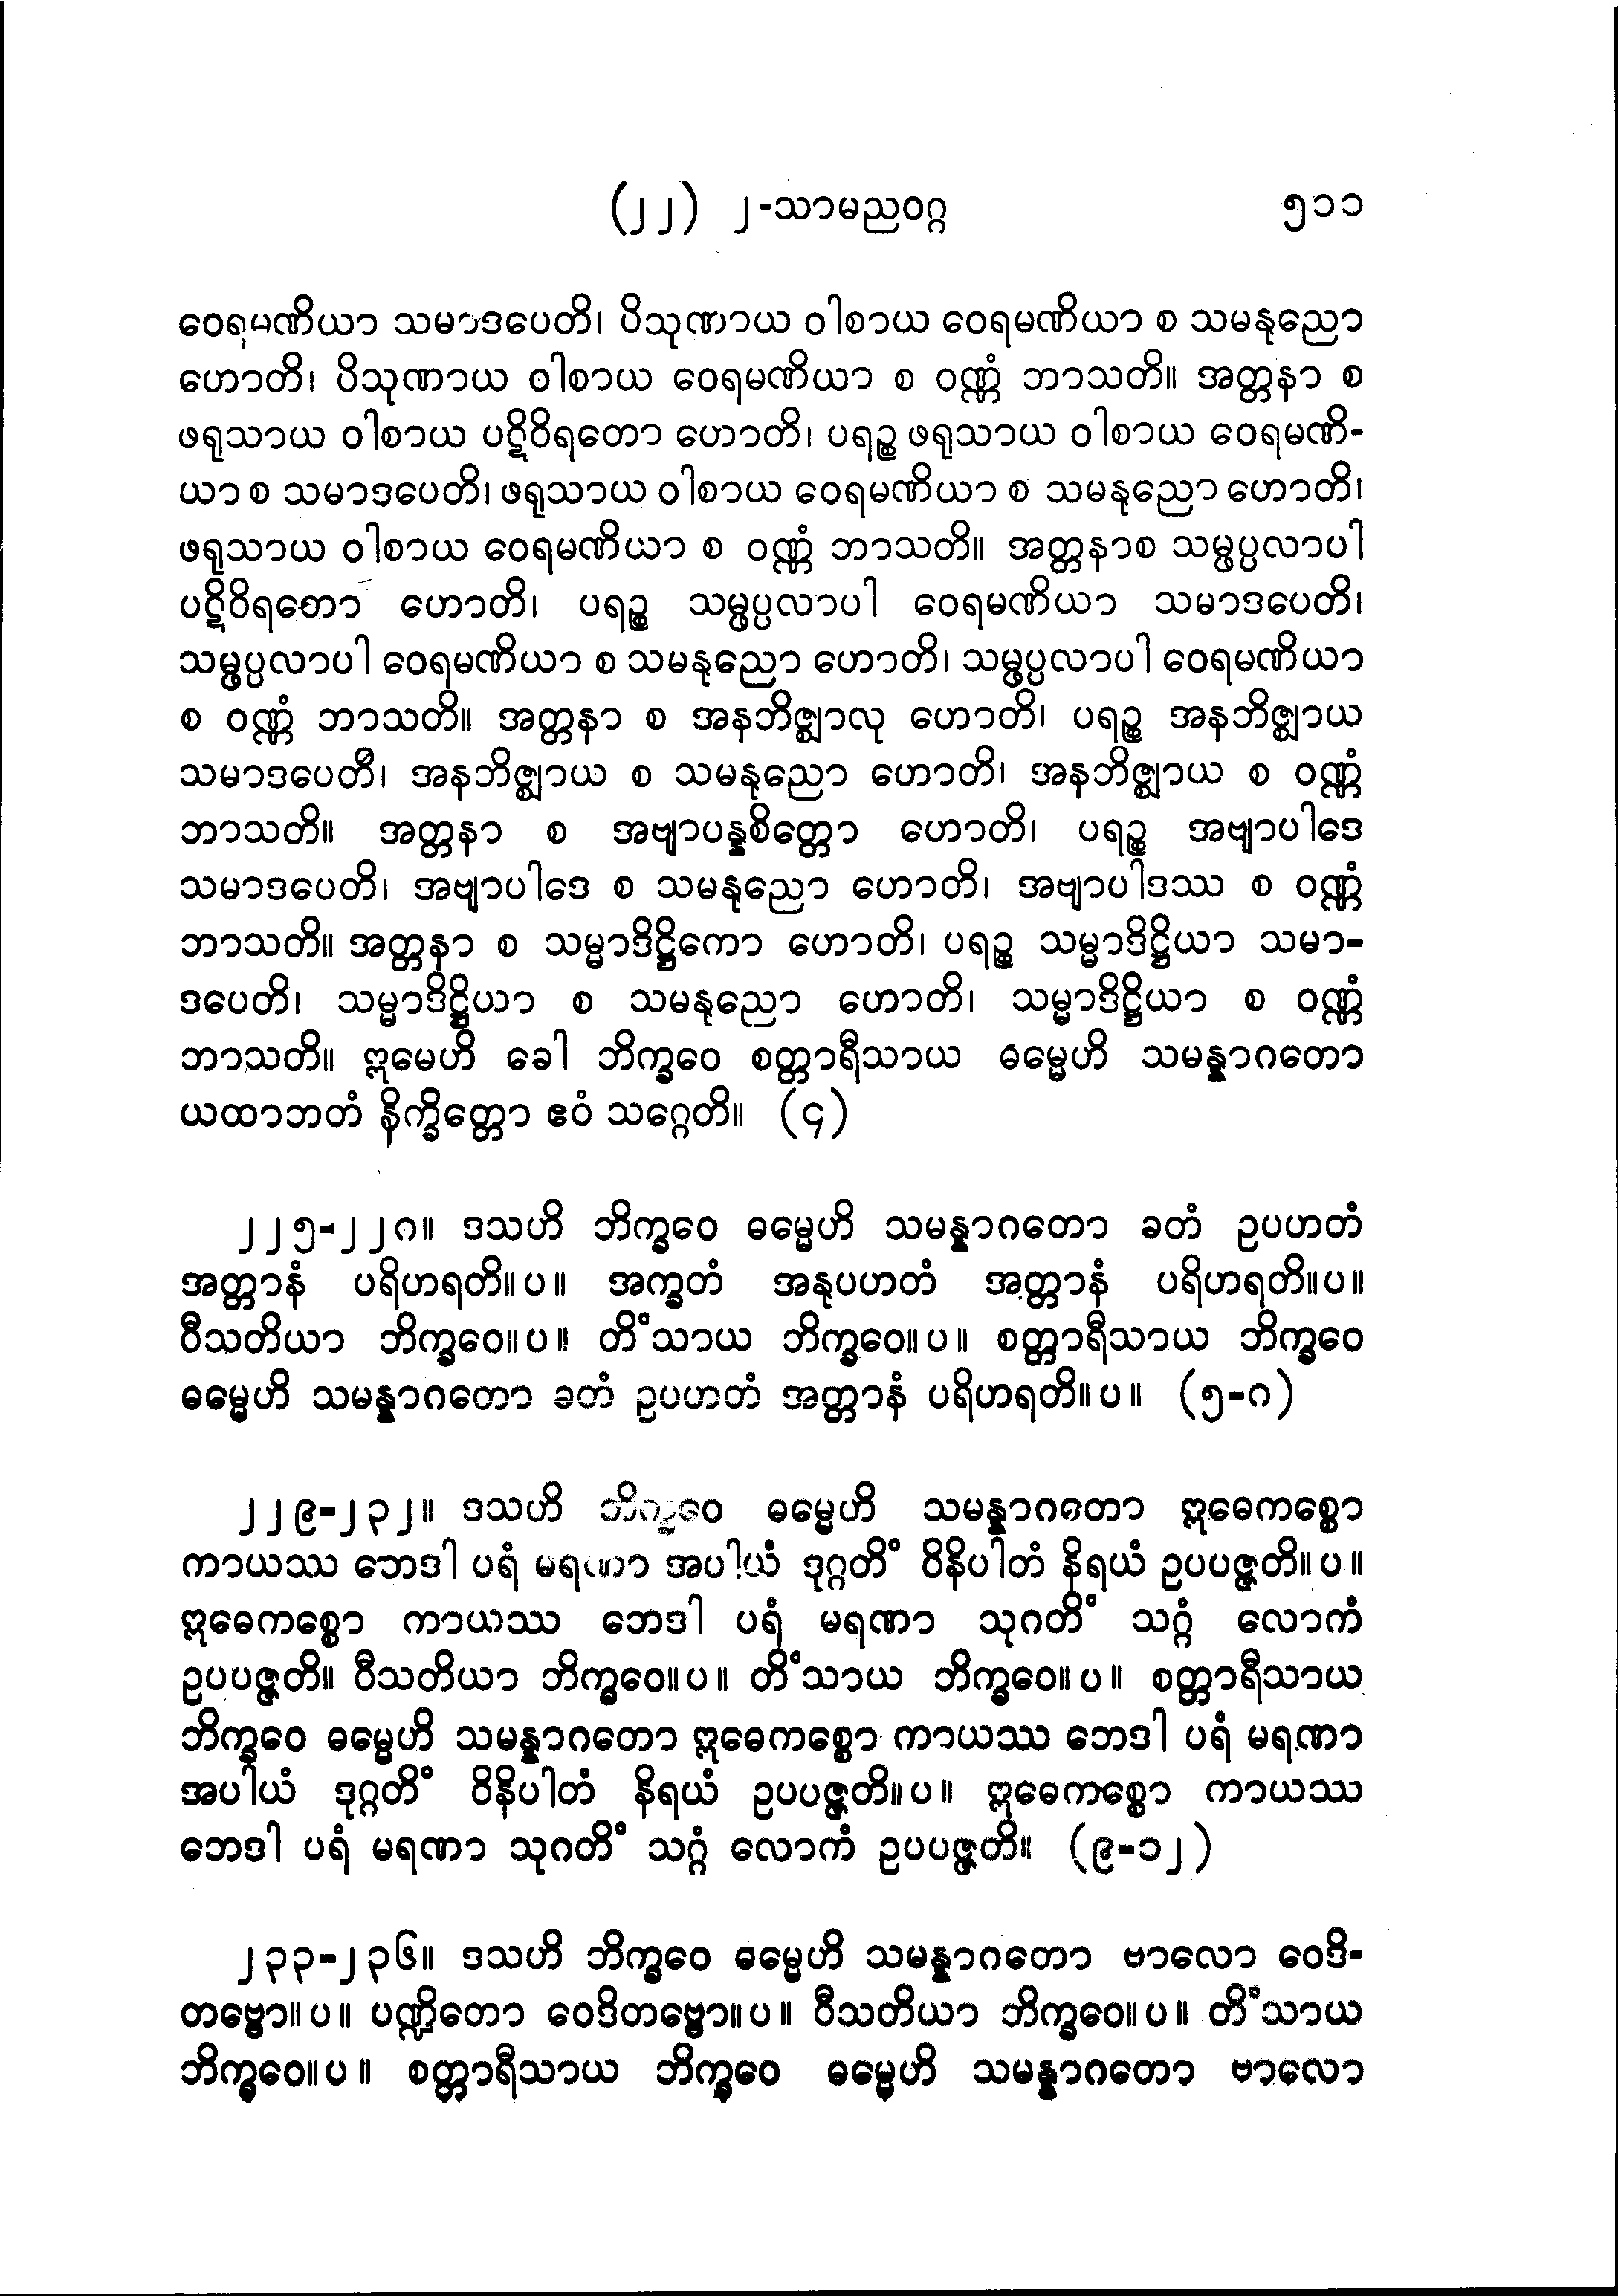 (၂၂) ၂-သာမညဝဂ္ဂ ၅၁၁
ဝေရမဏိယာ သမာဒပေတိ၊ ပိသုဏာယ ဝါစာယ ဝေရမဏိယာ စ သမနုညော
ဟောတိ၊ ပိသုဏာယ ဝါစာယ ဝေရမဏိယာ စ ဝဏ္ဏံ ဘာသတိ။ အတ္တနာ စ
ဖရုသာယ ဝါစာယ ပဋိဝိရတော ဟောတိ၊ ပရဉ္စ ဖရုသာယ ဝါစာယ ဝေရမဏိ-
ယာ စ သမာဒပေတိ၊ ဖရုသာယ ဝါစာယ ဝေရမဏိယာ စ သမနုညော ဟောတိ၊
ဖရုသာယ ဝါစာယ ဝေရမဏိယာ စ ဝဏ္ဏံ ဘာသတိ။ အတ္တနာစ သမ္ဖပ္ပလာပါ
ပဋိဝိရတော ဟောတိ၊ ပရဉ္စ သမ္ဖပ္ပလာပါ ဝေရမဏိယာ သမာဒပေတိ၊
သမ္ဖပ္ပလာပါ ဝေရမဏိယာ စ သမနုညော ဟောတိ၊ သမ္ဖပ္ပလာပါ ဝေရမဏိယာ
စ ဝဏ္ဏံ ဘာသတိ။ အတ္တနာ စ အနဘိဇ္ဈာလု ဟောတိ၊ ပရဉ္စ အနဘိဇ္ဈာယ
သမာဒပေတိ၊ အနဘိဇ္ဈာယ စ သမနုညော ဟောတိ၊ အနဘိဇ္ဈာယ စ ဝဏ္ဏံ
ဘာသတိ။ အတ္တနာ စ အဗျာပန္နစိတ္တော ဟောတိ၊ ပရဉ္စ အဗျာပါဒေ
သမာဒပေတိ၊ အဗျာပါဒေ စ သမနုညော ဟောတိ၊ အဗျာပါဒဿ စ ဝဏ္ဏံ
ဘာသတိ။ အတ္တနာ စ သမ္မာဒိဋ္ဌိကော ဟောတိ၊ ပရဉ္စ သမ္မာဒိဋ္ဌိယာ သမာ-
ဒပေတိ၊ သမ္မာဒိဋ္ဌိယာ စ သမနုညော ဟောတိ၊ သမ္မာဒိဋ္ဌိယာ စ ဝဏ္ဏံ
ဘာသတိ။ ဣမေဟိ ခေါ ဘိက္ခဝေ စတ္တာရီသာယ ဓမ္မေဟိ သမန္နာဂတော
ယထာဘတံ နိက္ခိတ္တော ဧဝံ သဂ္ဂေတိ။ (၄)
၂၂၅-၂၂၈။ ဒသဟိ ဘိက္ခဝေ ဓမ္မေဟိ သမန္နာဂတော ခတံ ဥပဟတံ
အတ္တာနံ ပရိဟရတိ။ပ။ အက္ခတံ အနုပဟတံ အတ္တာနံ ပရိဟရတိ။ပ။
ဝီသတိယာ ဘိက္ခဝေ။ပ။ တိံသာယ ဘိက္ခဝေ။ပ။ စတ္တာရီသာယ ဘိက္ခဝေ
ဓမ္မေဟိ သမန္နာဂတော ခတံ ဥပဟတံ အတ္တာနံ ပရိဟရတိ။ပ။ (၅-၈)
၂၂၉-၂၃၂။ ဒသဟိ ဘိက္ခဝေ ဓမ္မေဟိ သမန္နာဂတော ဣဓေကစ္စော
ကာယဿ ဘေဒါ ပရံ မရဏာ အပါယံ ဒုဂ္ဂတိံ ဝိနိပါတံ နိရယံ ဥပပဇ္ဇတိ။ပ။
ဣဓေကစ္စော ကာယဿ ဘေဒါ ပရံ မရဏာ သုဂတိံ သဂ္ဂံ လောကံ
ဥပပဇ္ဇတိ။ ဝီသတိယာ ဘိက္ခဝေ။ပ။ တိံသာယ ဘိက္ခဝေ။ပ။ စတ္တာရီသာယ
ဘိက္ခဝေ ဓမ္မေဟိ သမန္နာဂတော ဣဓေကစ္စော ကာယဿ ဘေဒါ ပရံ မရဏာ
အပါယံ ဒုဂ္ဂတိံ ဝိနိပါတံ နိရယံ ဥပပဇ္ဇတိ။ပ။ ဣဓေကစ္စော ကာယဿ
ဘေဒါ ပရံ မရဏာ သုဂတိံ သဂ္ဂံ လောကံ ဥပပဇ္ဇတိ။ (၉-၁၂)
၂၃၃-၂၃၆။ ဒသဟိ ဘိက္ခဝေ ဓမ္မေဟိ သမန္နာဂတော ဗာလော ဝေဒိ-
တဗ္ဗော။ပ။ ပဏ္ဍိတော ဝေဒိတဗ္ဗော။ပ။ ဝီသတိယာ ဘိက္ခဝေ။ပ။ တိံသာယ
ဘိက္ခဝေ။ပ။ စတ္တာရီသာယ ဘိက္ခဝေ ဓမ္မေဟိ သမန္နာဂတော ဗာလော